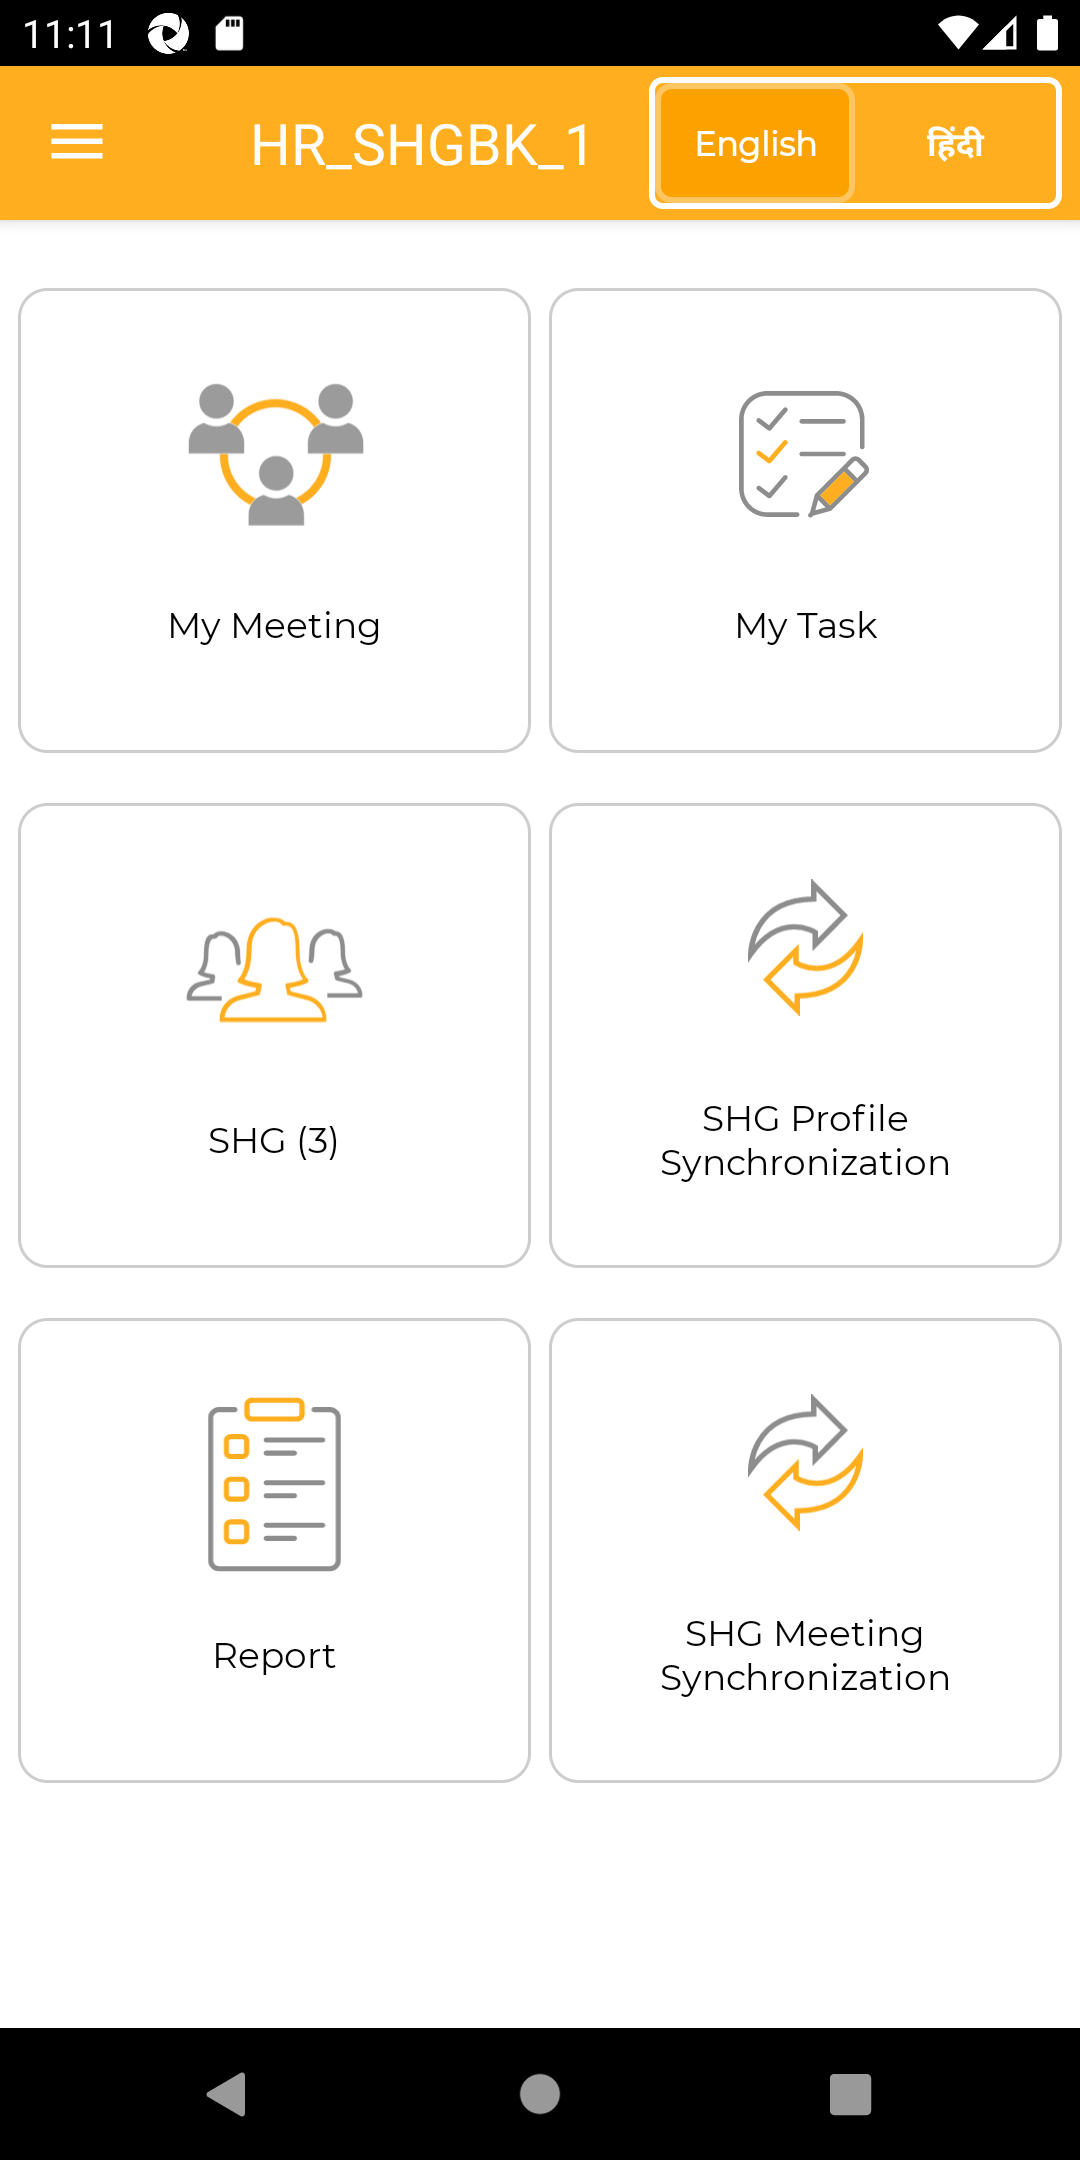 11:11
HR_SHGBK_1
English
हिंदी
My Meeting
My Task
SHG (3)
SHG Profile
Synchronization
Report
SHG Meeting
Synchronization